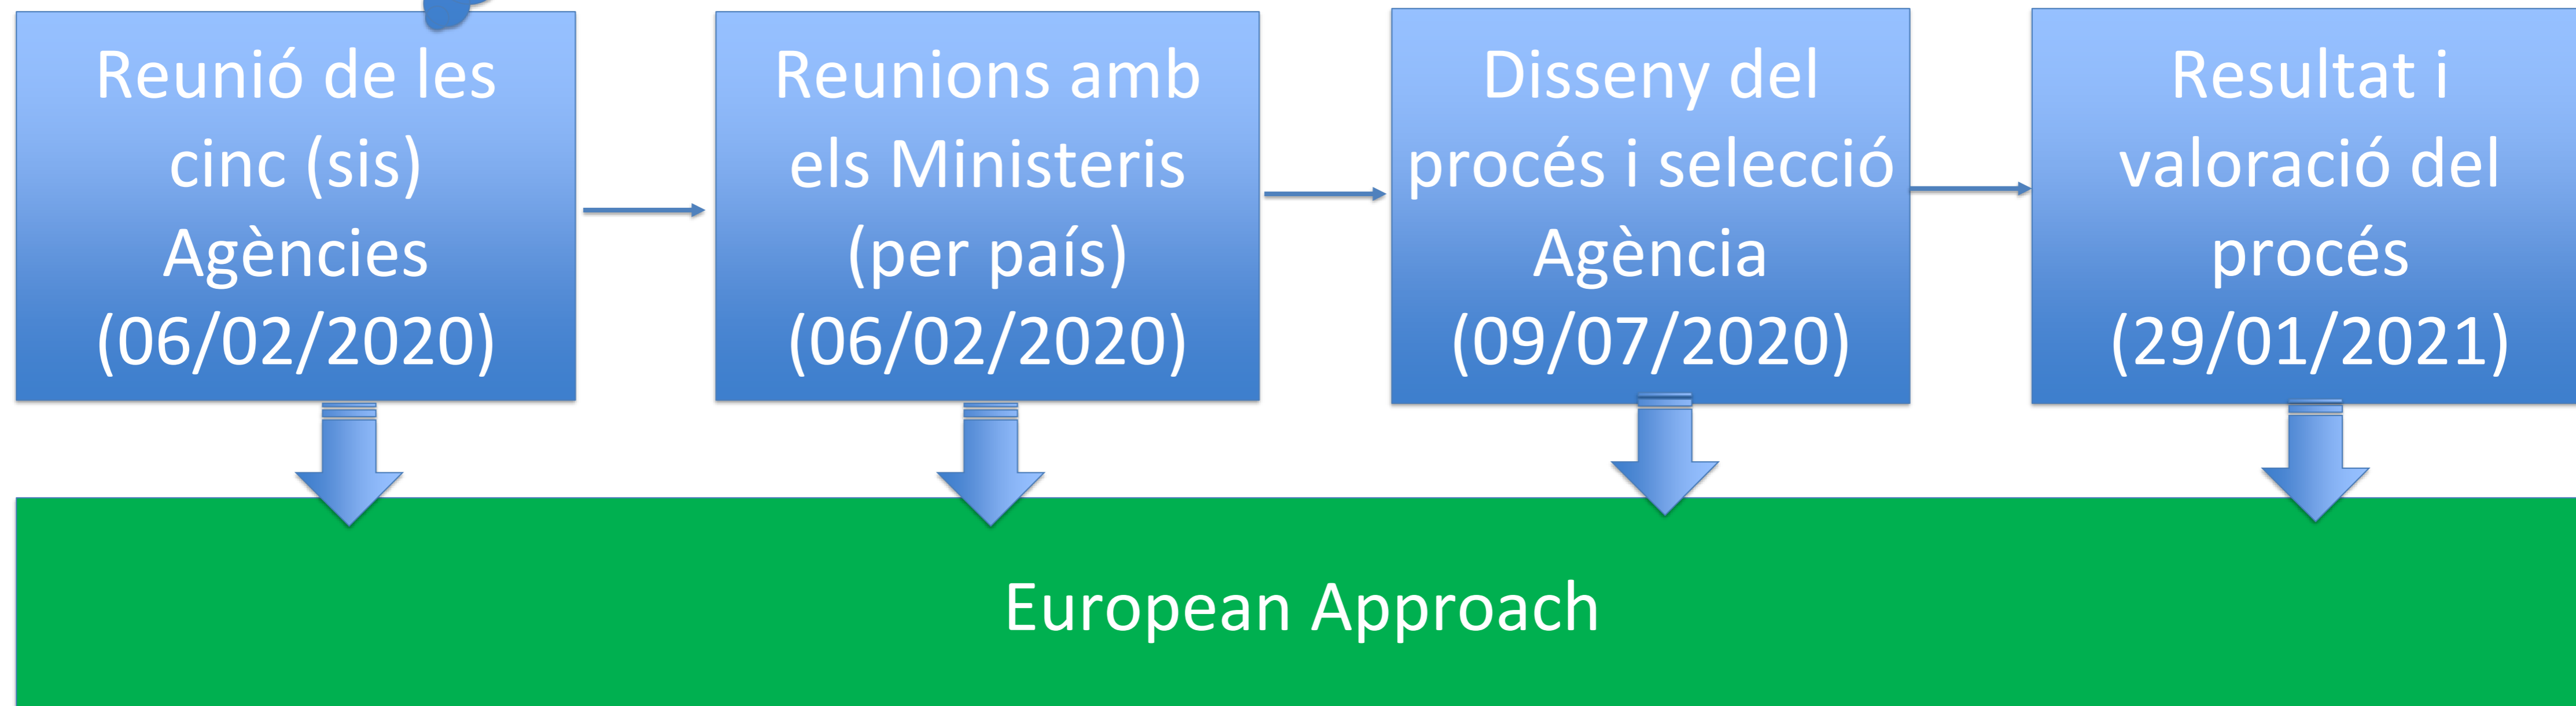 Reunió de les
cinc (sis)
Agències
(06/02/2020)
Reunions amb
els Ministeris
(per país)
(06/02/2020)
Disseny del
procés i selecció
Agència
(09/07/2020)
Resultat i
valoració del
procés
(29/01/2021)
European Approach